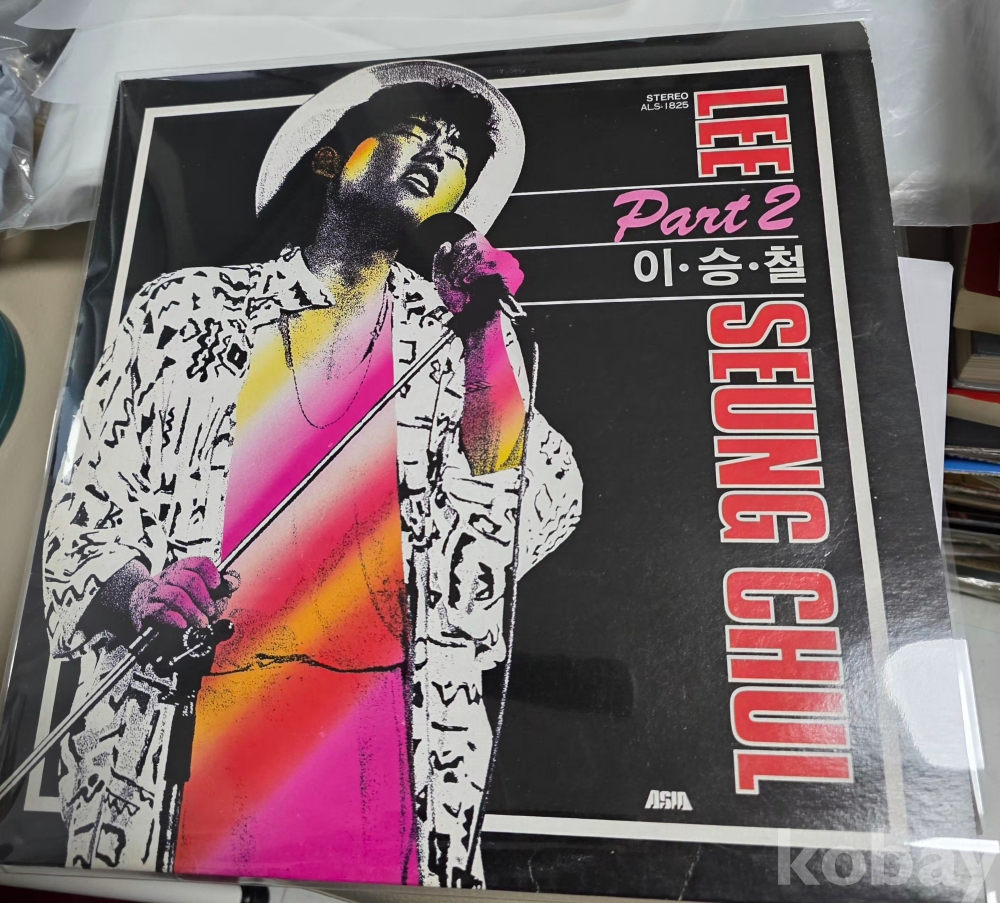 STEREO
ALS-1825
LEE
Part 2
이·승·철
SEUNG CHUL
ASIA
kobay